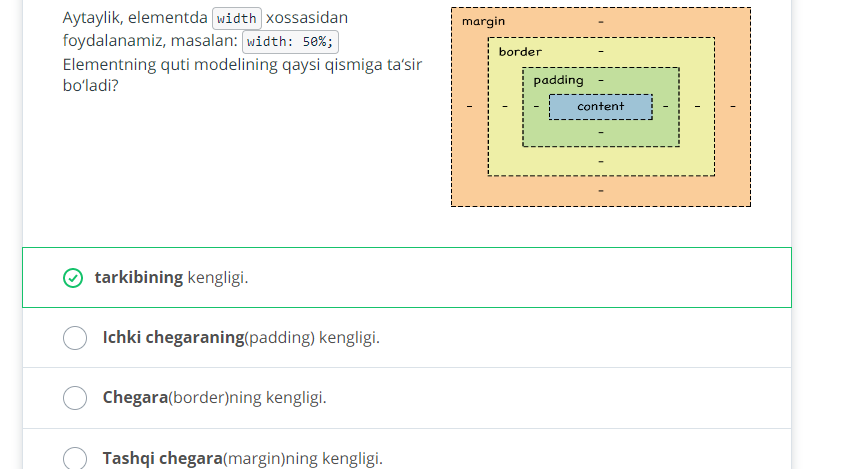 Aytaylik, elementda width xossasidan
foydalanamiz, masalan: width: 50%;
Elementning quti modelining qaysi qismiga ta‘sir
bo‘ladi?
margin -
border -
padding -
- - - content - - -
-
-
-
tarkibining kengligi.
Ichki chegaraning(padding) kengligi.
Chegara(border)ning kengligi.
Tashqi chegara(margin)ning kengligi.